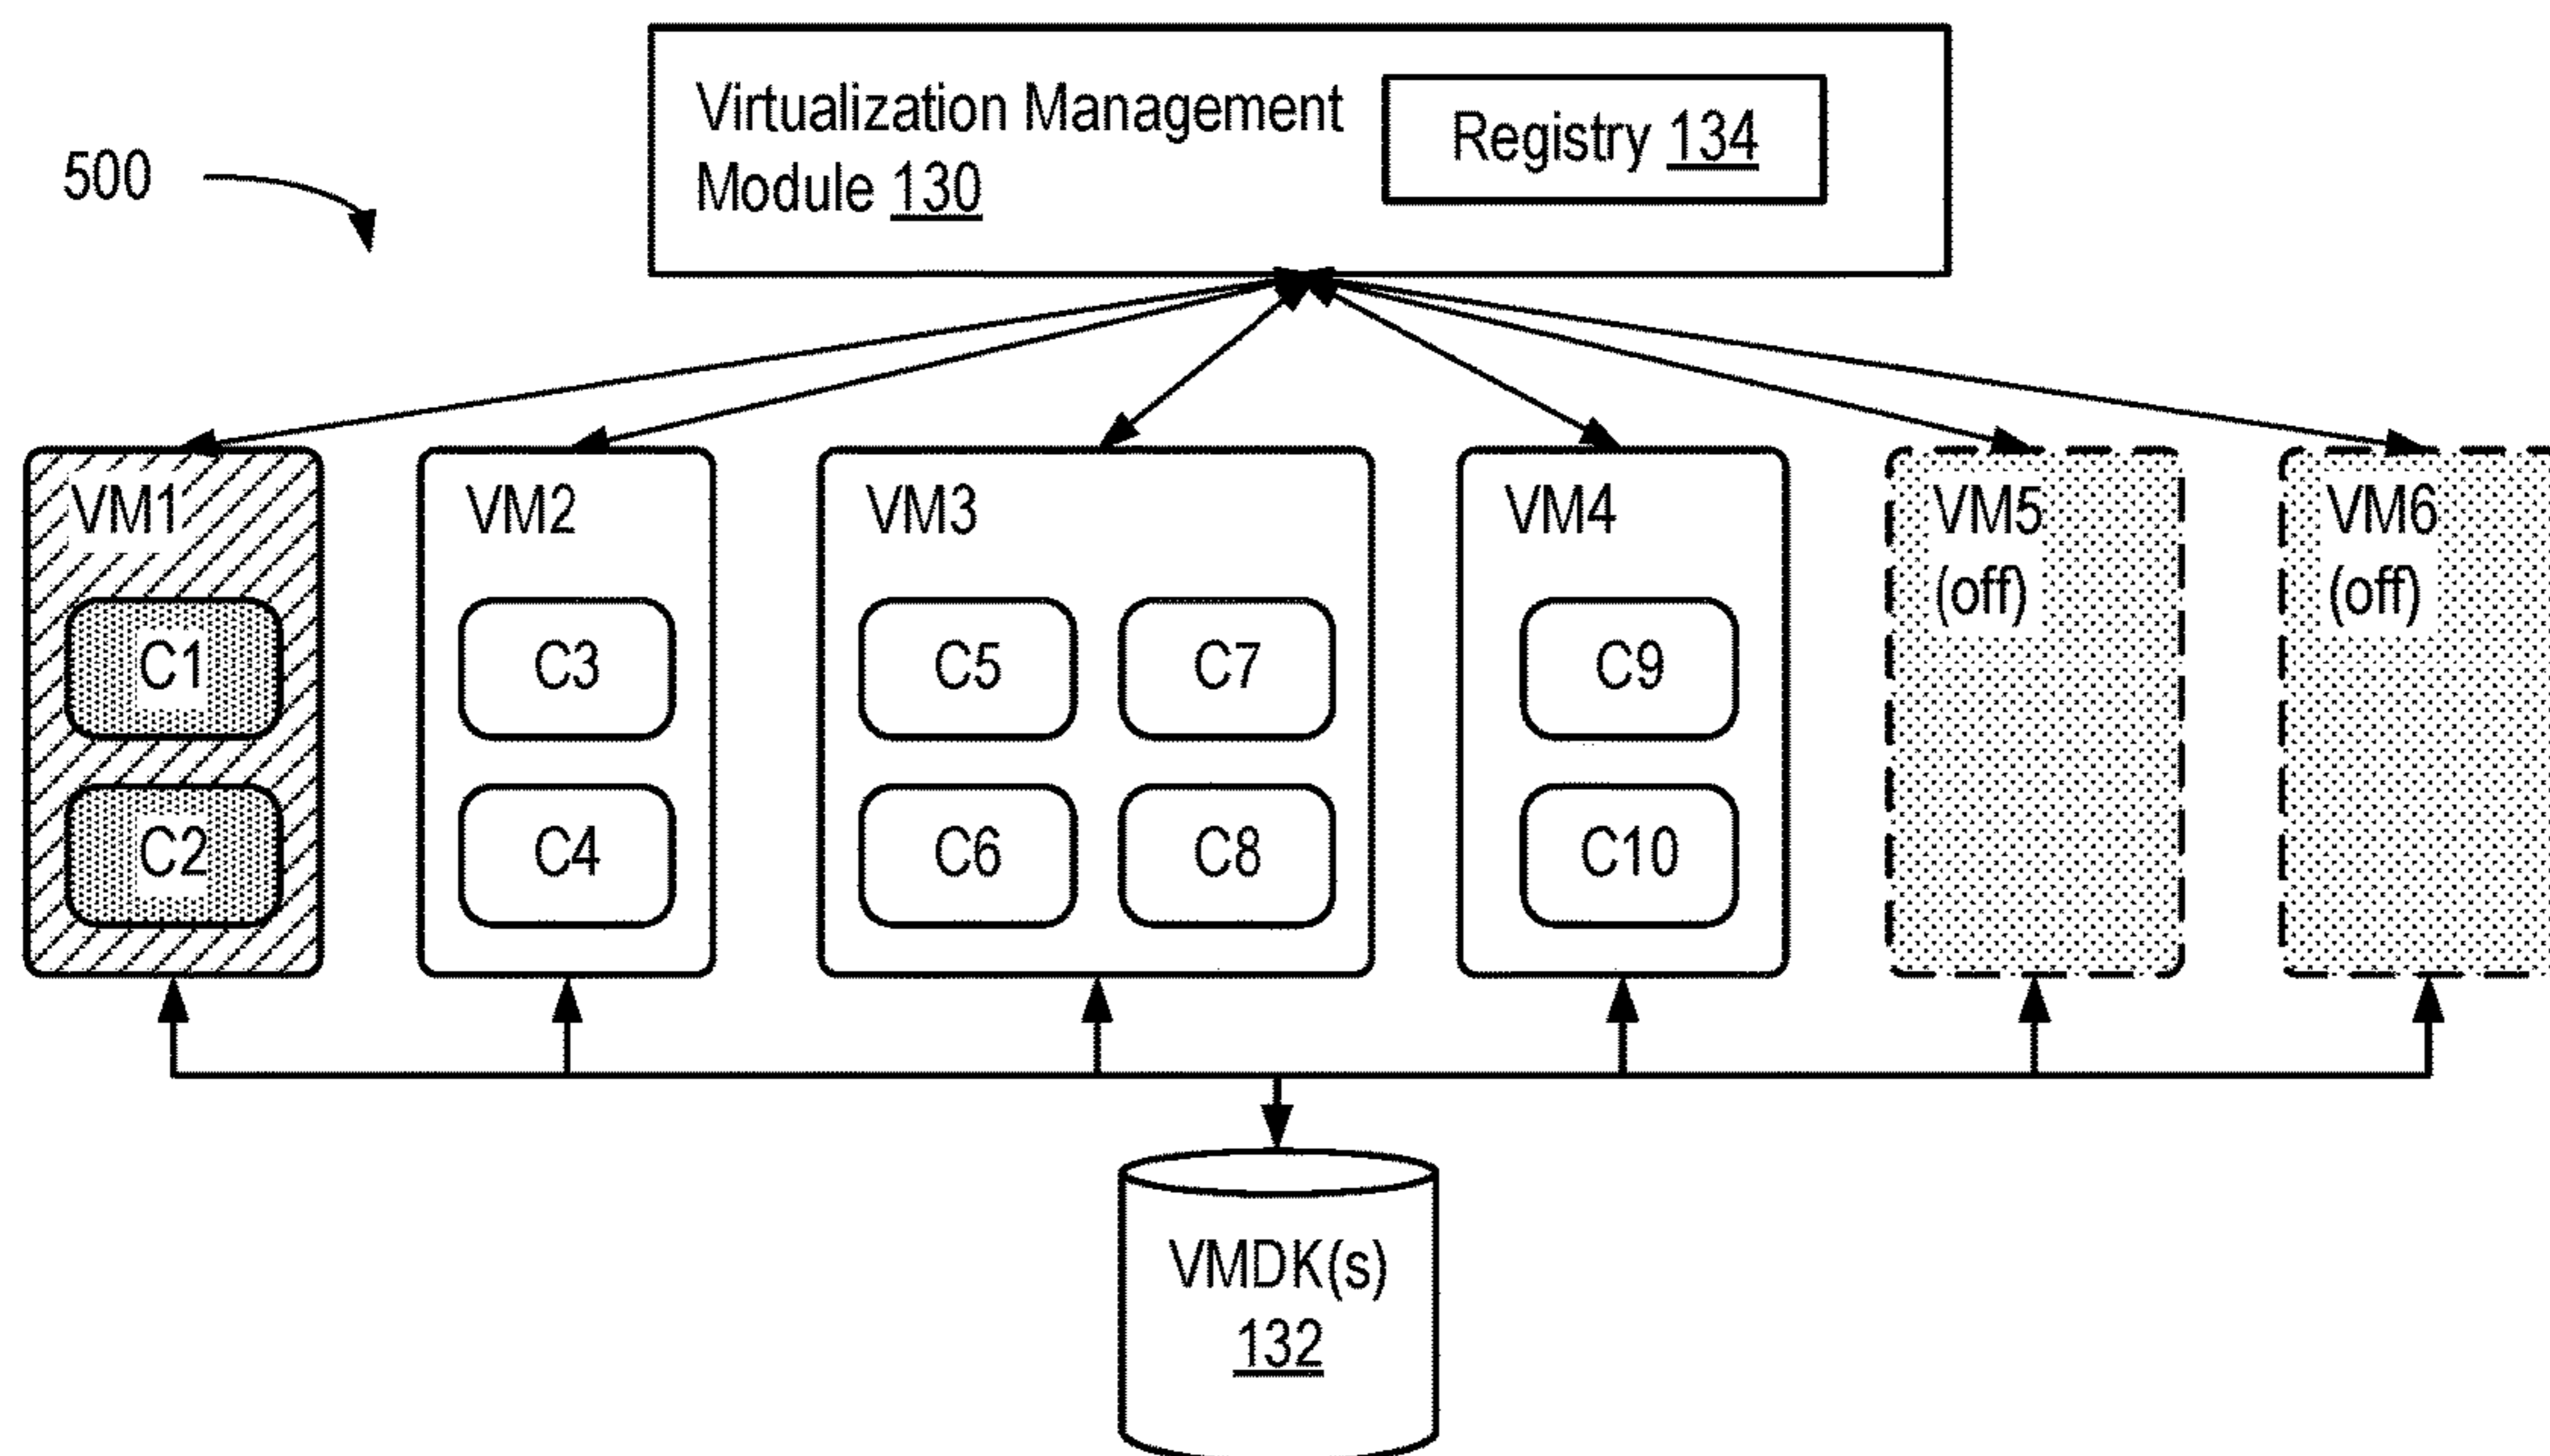 500
Virtualization Management
Module 130
Registry 134
VM1
C1
C2
VM2
C3
C4
VM3
C5
C7
C6
C8
VM4
C9
C10
VM5
(off)
VM6
(off)
VMDK(s)
132